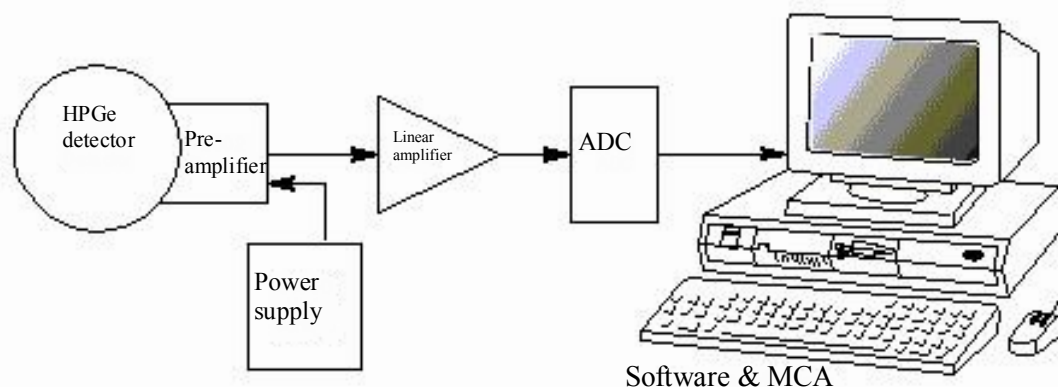 HPGe
detector
Pre-
amplifier
Linear
amplifier
ADC
Power
supply
Software & MCA